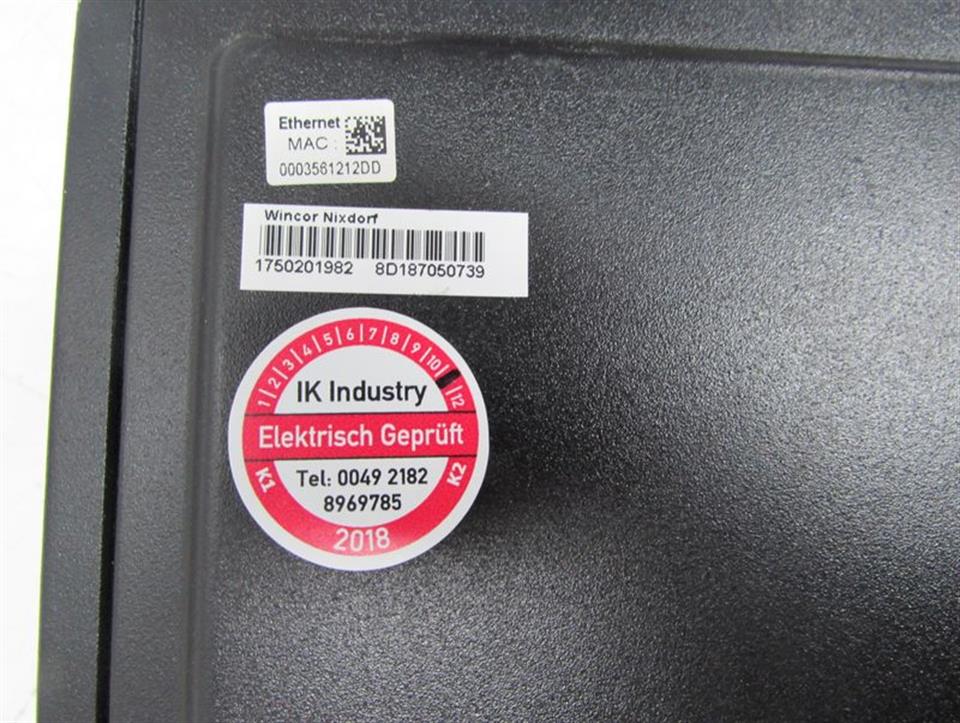 Ethernet
MAC :
0003561212DD
Wincor Nixdorf
1750201982 8D187050739
1 2 3 4 5 6 7 8 9 10 12
IK Industry
Elektrisch Geprüft
K1 K2
Tel: 0049 2182
8969785
2018